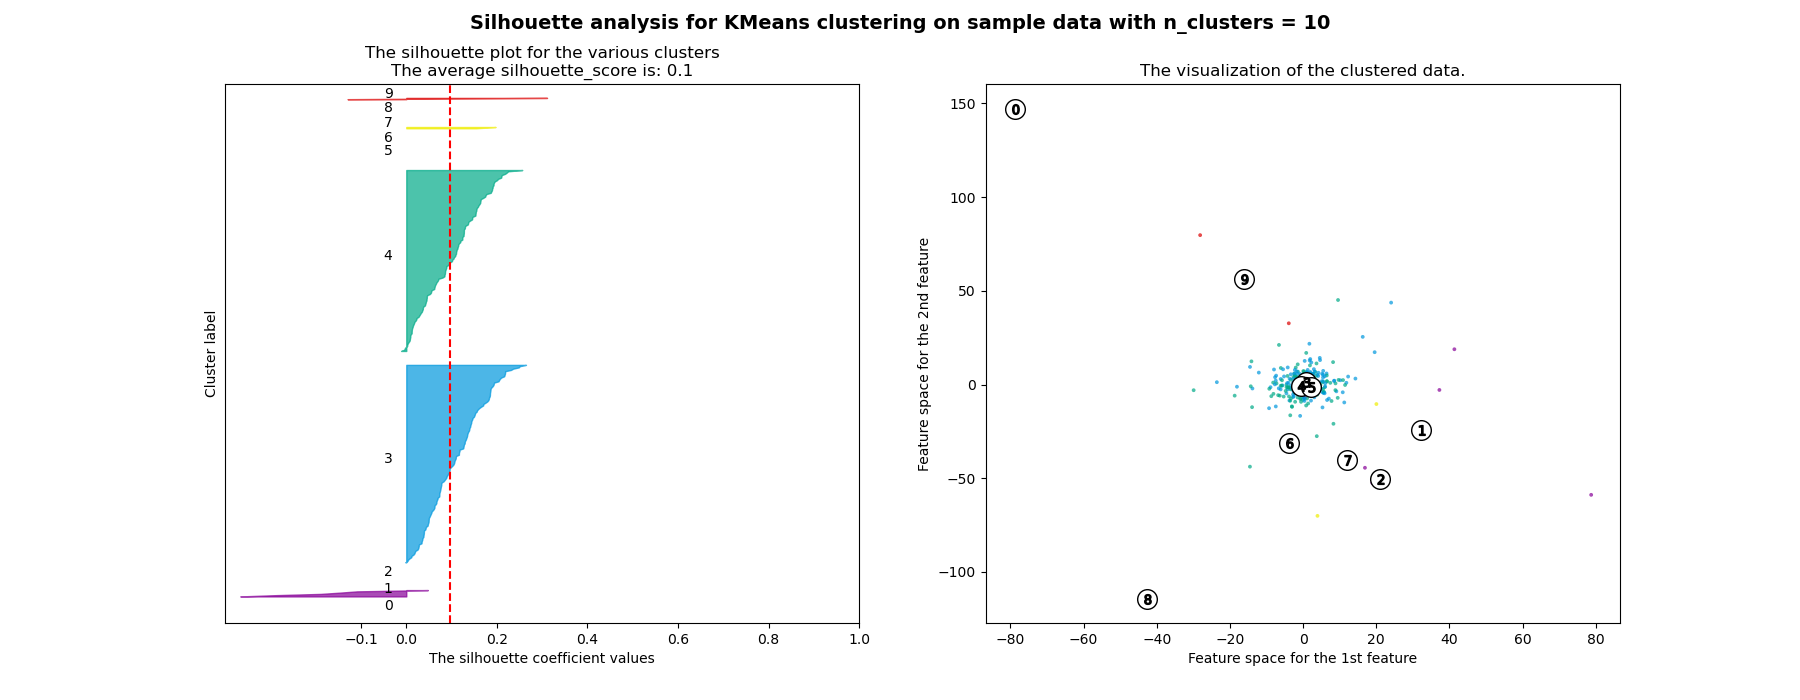 Silhouette analysis for KMeans clustering on sample data with n_clusters = 10
The silhouette plot for the various clusters
The average silhouette_score is: 0.1
9
8
7
6
5
4
3
2
1
0
Cluster label
−0.1 0.0 0.2 0.4 0.6 0.8 1.0
The silhouette coefficient values
The visualization of the clustered data.
150
100
50
0
−50
−100
Feature space for the 2nd feature
0
9
4 5
6
1
7
2
8
−80 −60 −40 −20 0 20 40 60 80
Feature space for the 1st feature